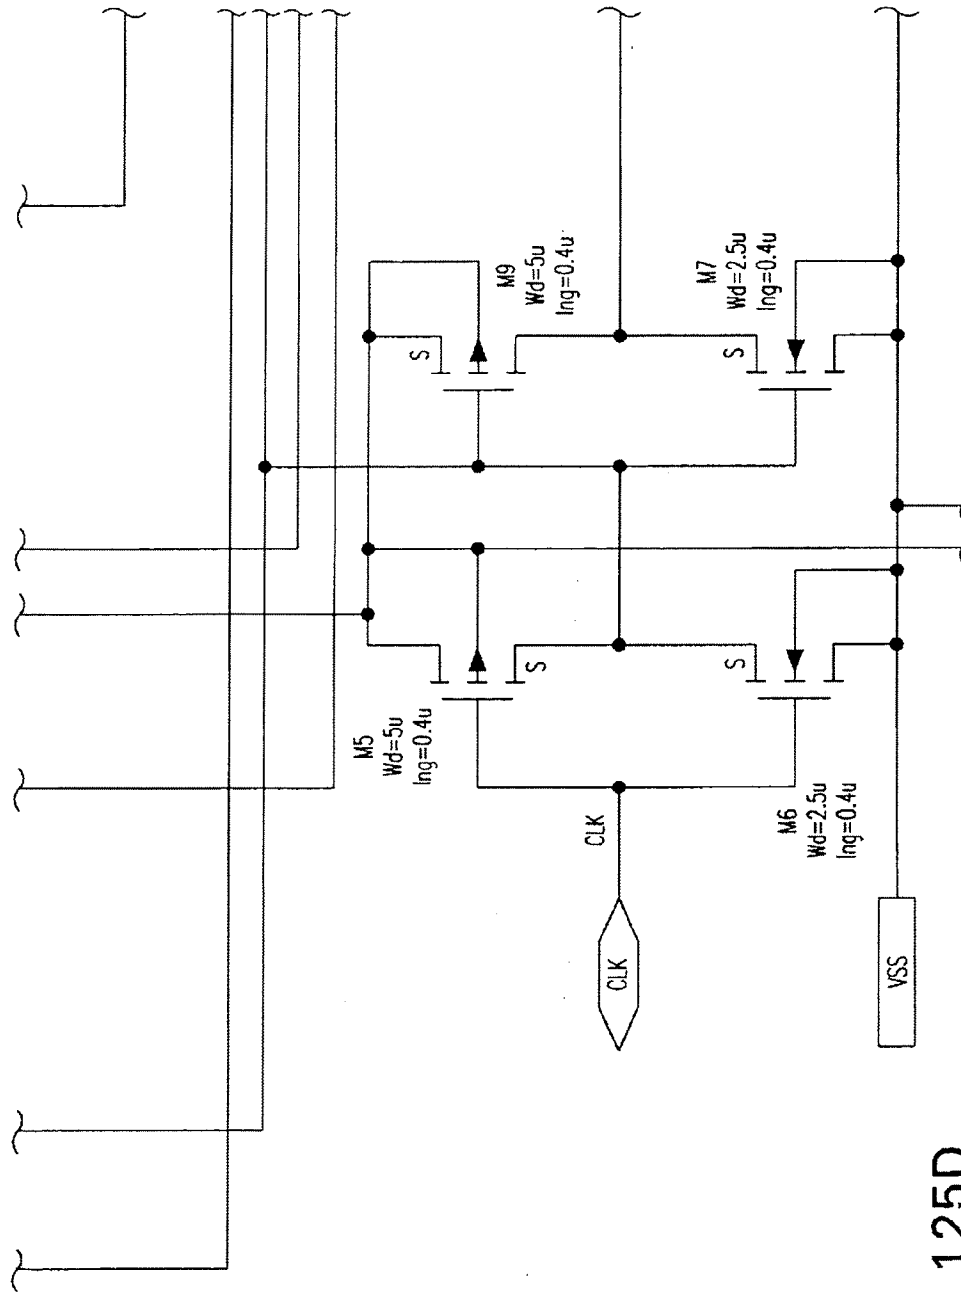 M9
Wd=5u
lng=0.4u
S
M7
Wd=2.5u
lng=0.4u
S
M5
Wd=5u
lng=0.4u
S
S
M6
Wd=2.5u
lng=0.4u
CLK
CLK
VSS
125D